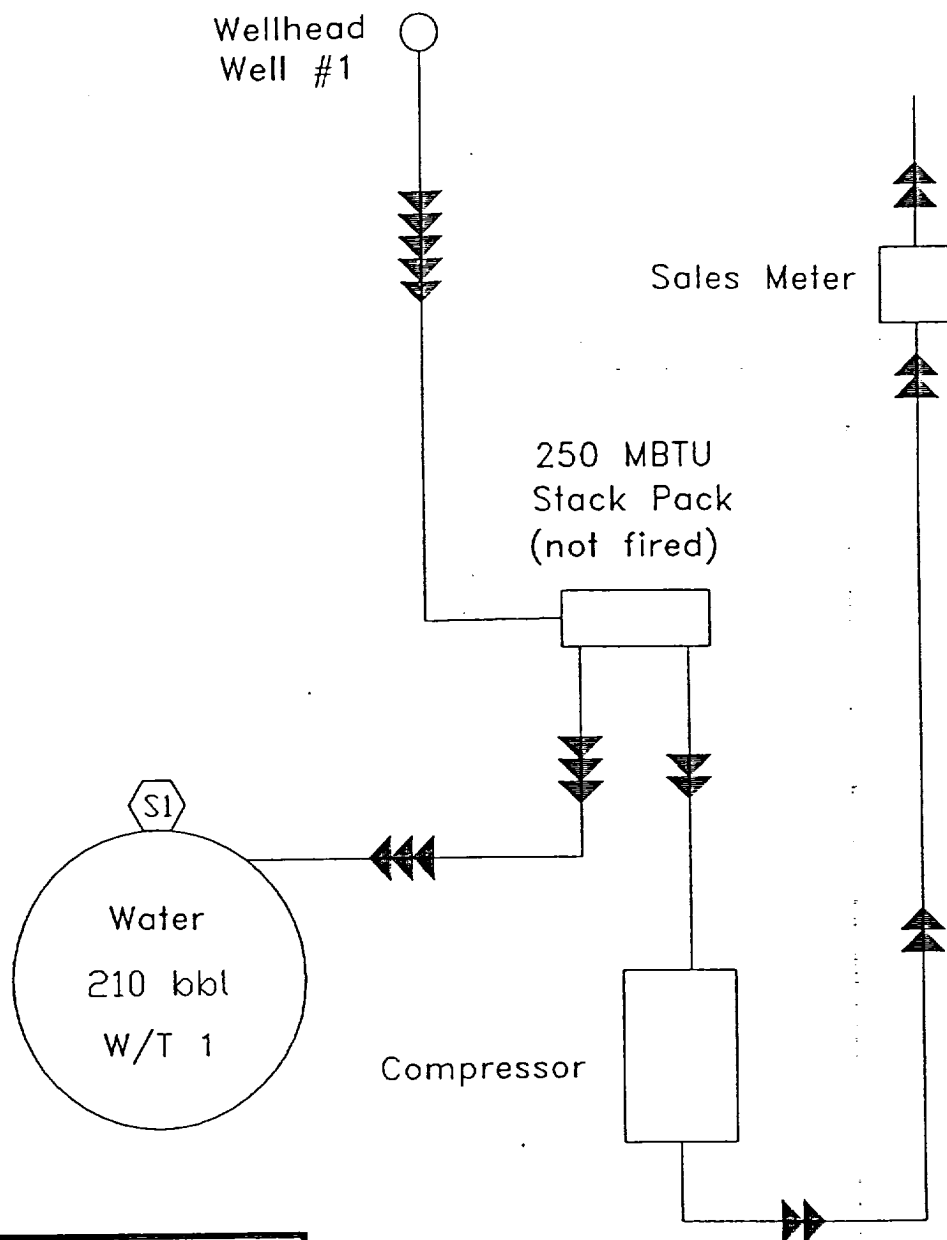 Wellhead
Well #1
Sales Meter
250 MBTU
Stack Pack
(not fired)
S1
Water
210 bbl
W/T 1
Compressor